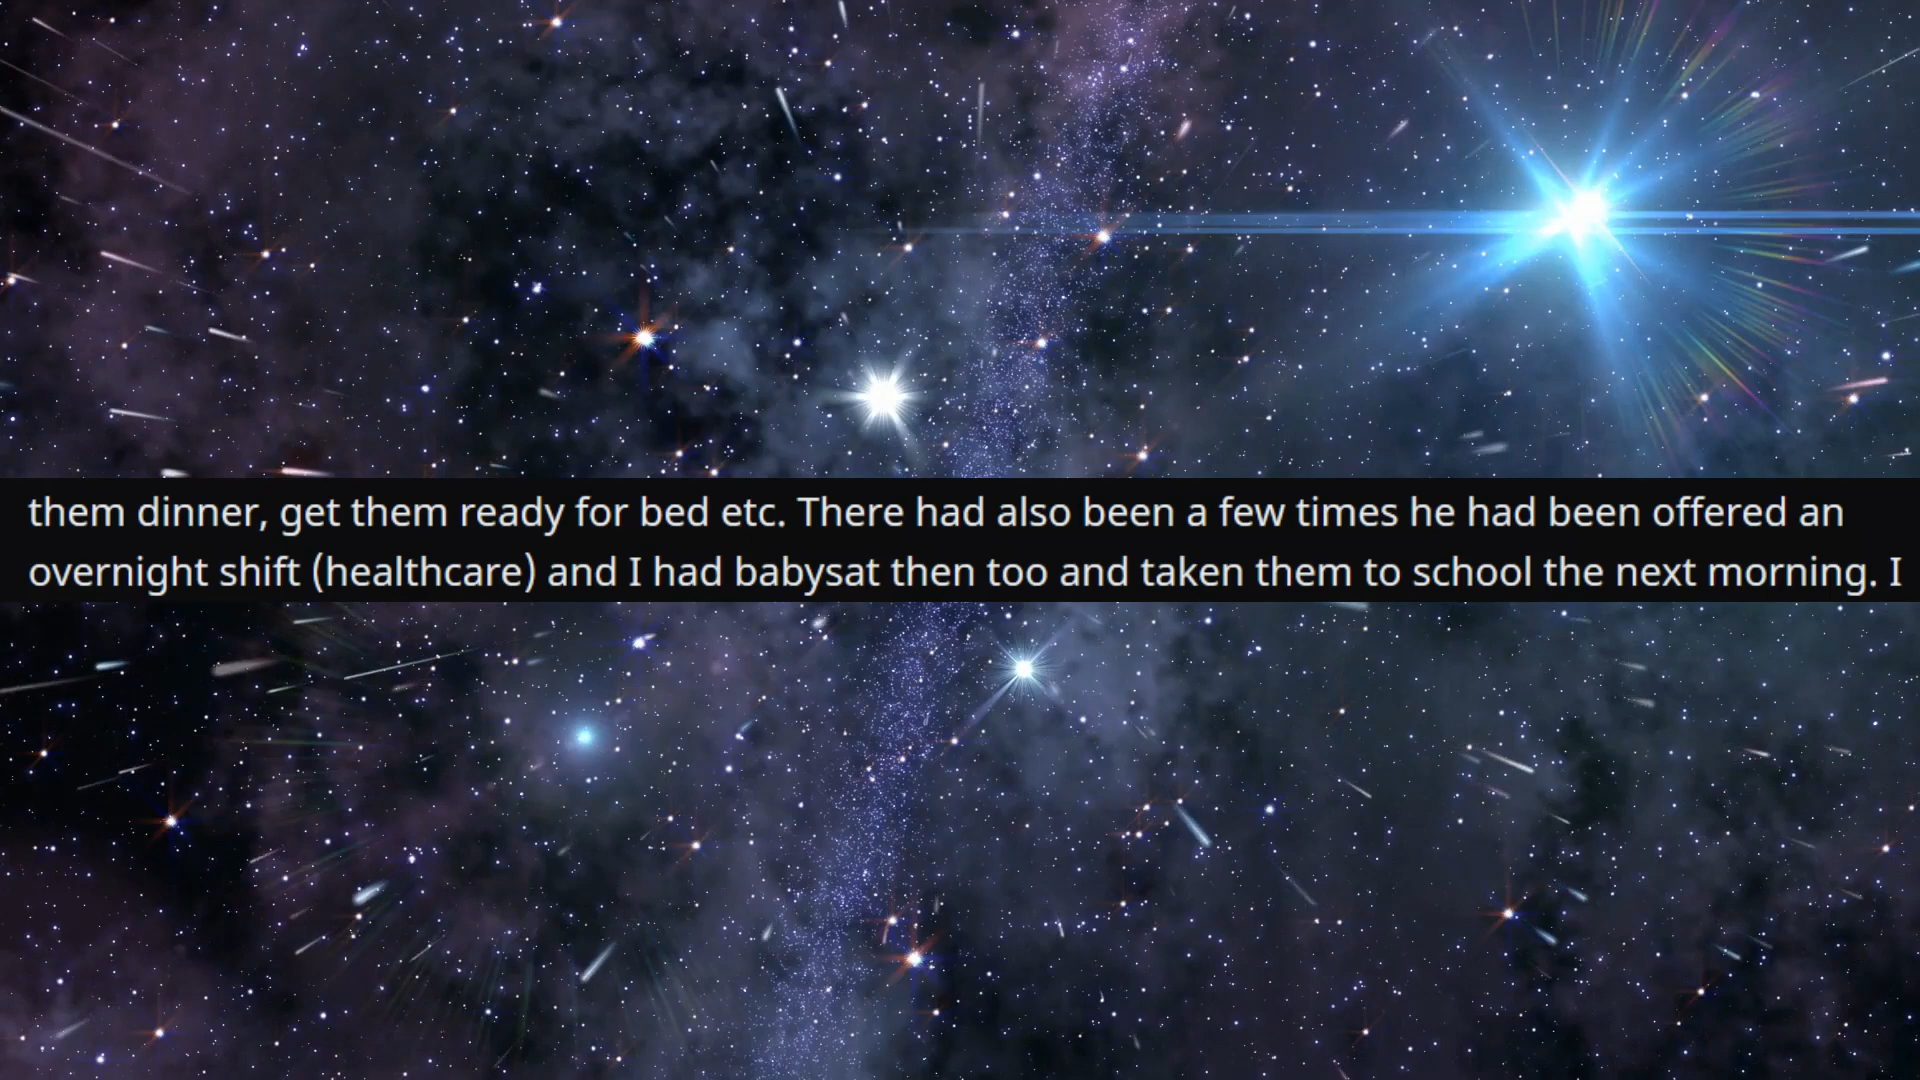 them dinner, get them ready for bed etc. There had also been a few times he had been offered an
overnight shift (healthcare) and I had babysat then too and taken them to school the next morning. I